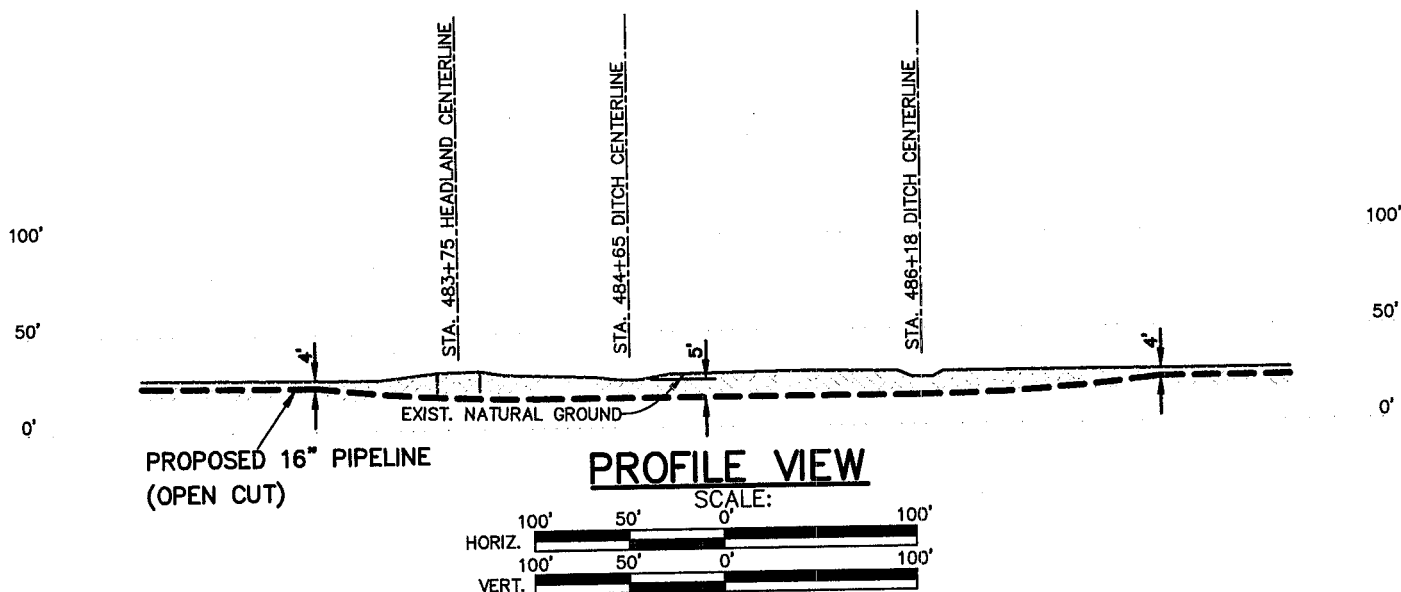 STA. 483+75 HEADLAND CENTERLINE
STA. 484+65 DITCH CENTERLINE
STA. 486+18 DITCH CENTERLINE
100'
100'
50'
50'
4'
5'
4'
0'
0'
EXIST. NATURAL GROUND
PROPOSED 16" PIPELINE
(OPEN CUT)
PROFILE VIEW
SCALE:
HORIZ. 100' 50' 0' 100'
VERT. 100' 50' 0' 100'